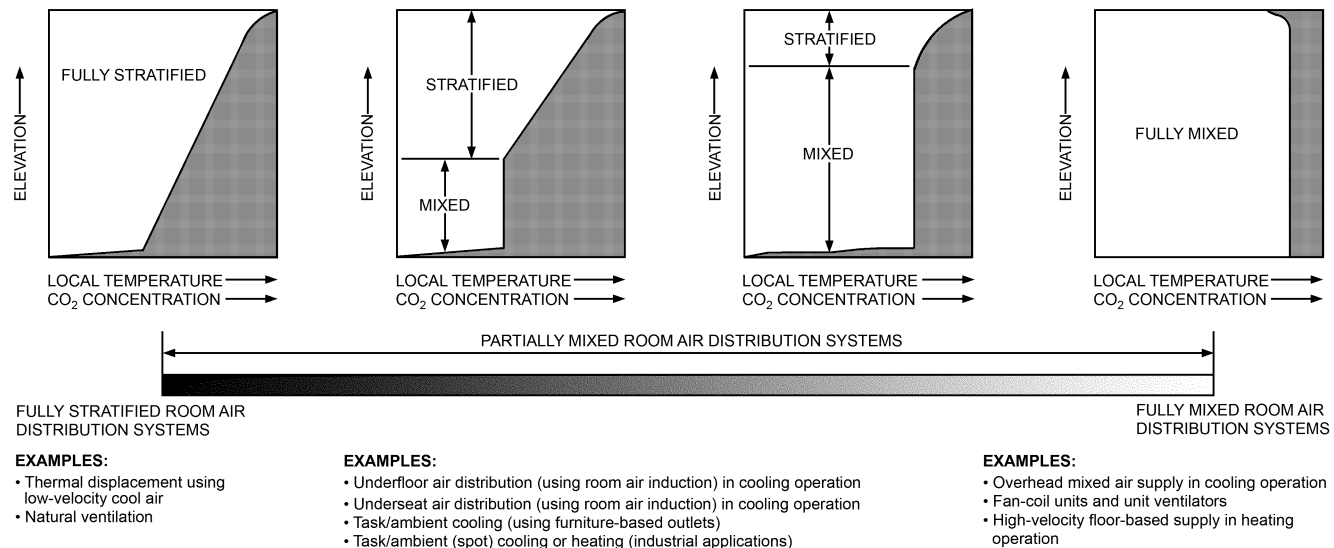 FULLY STRATIFIED
ELEVATION
LOCAL TEMPERATURE
CO₂ CONCENTRATION
STRATIFIED
MIXED
ELEVATION
LOCAL TEMPERATURE
CO₂ CONCENTRATION
STRATIFIED
MIXED
ELEVATION
LOCAL TEMPERATURE
CO₂ CONCENTRATION
FULLY MIXED
ELEVATION
LOCAL TEMPERATURE
CO₂ CONCENTRATION
PARTIALLY MIXED ROOM AIR DISTRIBUTION SYSTEMS
FULLY STRATIFIED ROOM AIR
DISTRIBUTION SYSTEMS
FULLY MIXED ROOM AIR
DISTRIBUTION SYSTEMS
EXAMPLES:
• Thermal displacement using
low-velocity cool air
• Natural ventilation
EXAMPLES:
• Underfloor air distribution (using room air induction) in cooling operation
• Underseat air distribution (using room air induction) in cooling operation
• Task/ambient cooling (using furniture-based outlets)
• Task/ambient (spot) cooling or heating (industrial applications)
EXAMPLES:
• Overhead mixed air supply in cooling operation
• Fan-coil units and unit ventilators
• High-velocity floor-based supply in heating
operation